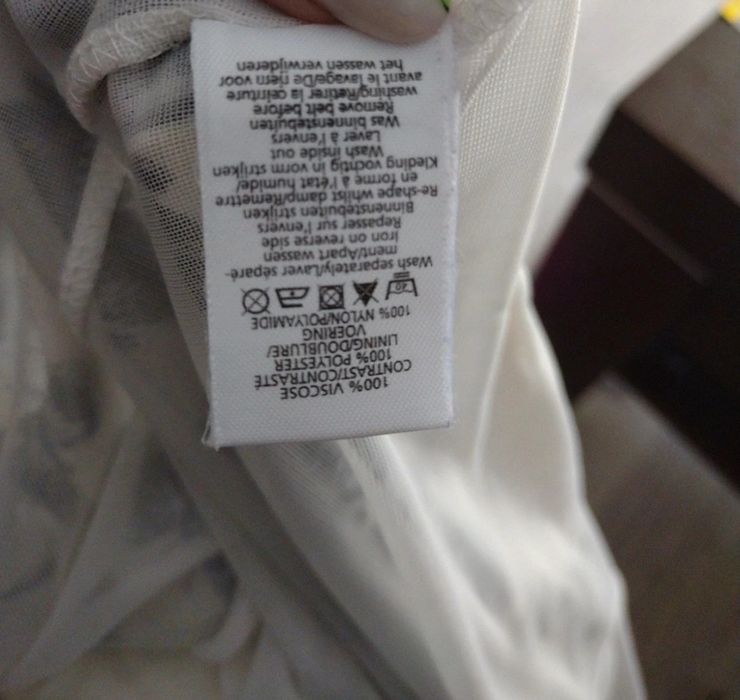 100% VISCOSE
CONTRAST/CONTRASTÉ
100% POLYESTER
LINING/DOUBLURE/
VOERING
100% NYLON/POLYAMIDE
40
Wash separately/Laver séparé-
ment/Apart wassen
Iron on reverse side
Repasser sur l'envers
Binnenstebuiten strijken
Re-shape whilst damp/Remettre
en forme à l'état humide/
Kleding vochtig in vorm strijken
Wash inside out
Laver à l'envers
Was binnenstebuiten
Remove belt before
washing/Retirer la ceinture
avant le lavage/De riem voor
het wassen verwijderen